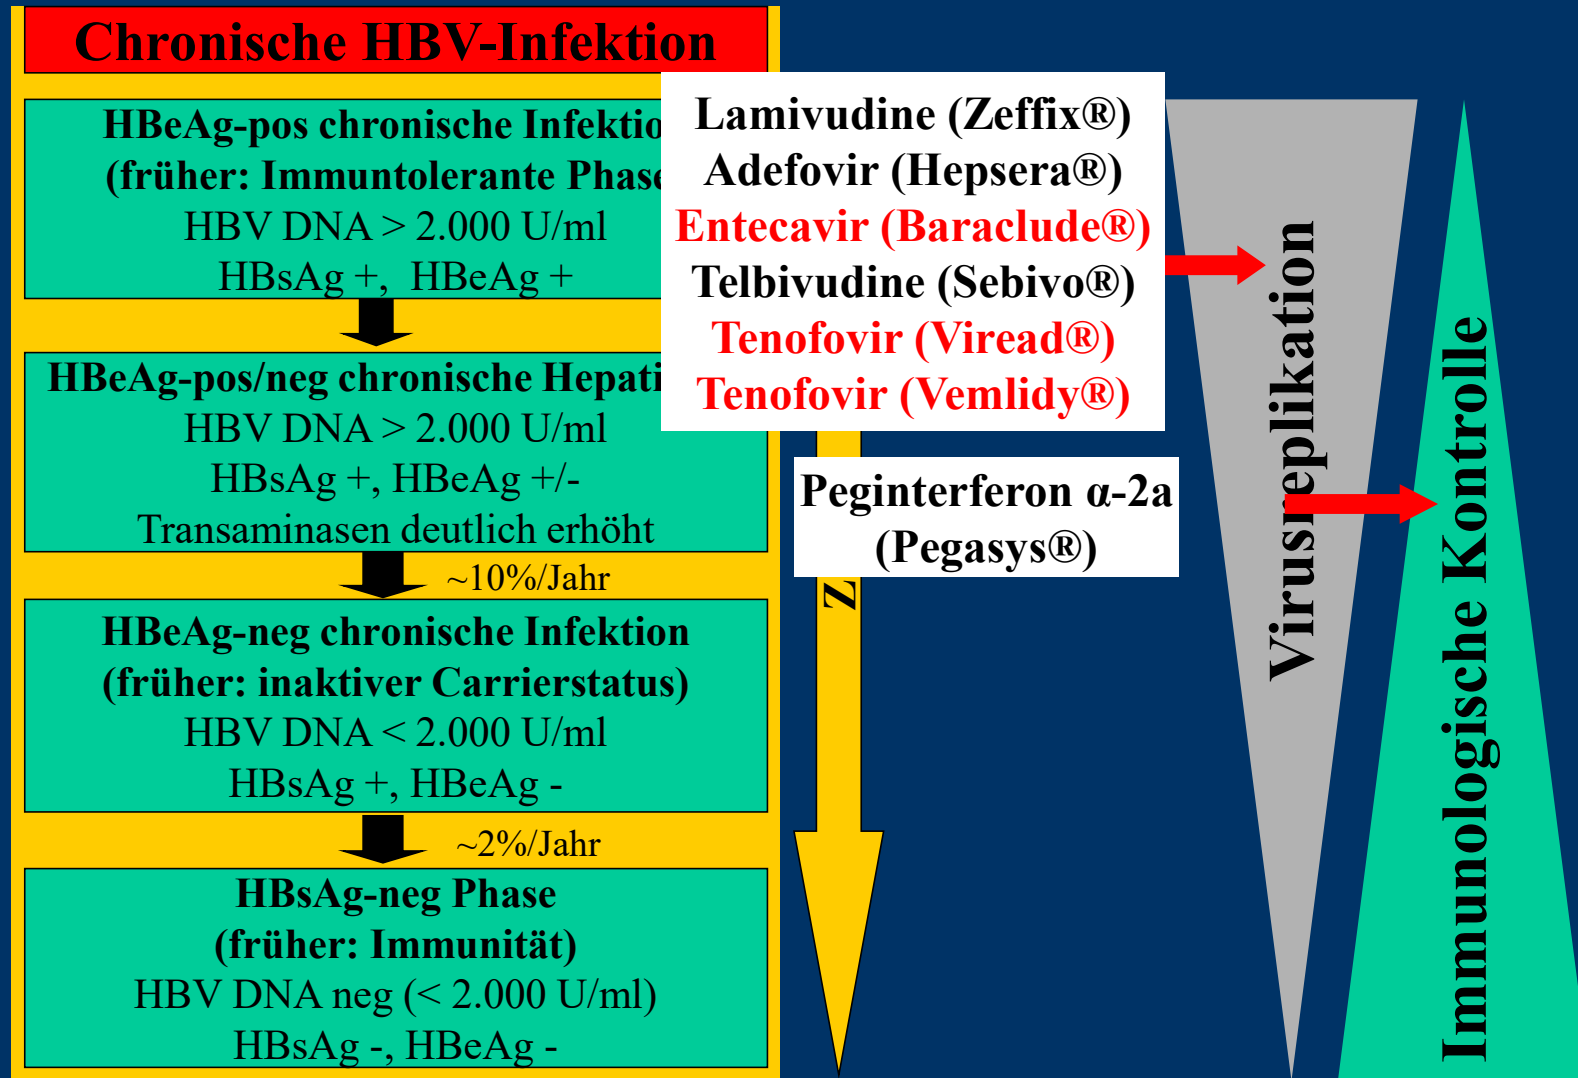 Chronische HBV-Infektion
HBeAg-pos chronische Infektio
(früher: Immuntolerante Phase
HBV DNA > 2.000 U/ml
HBsAg +, HBeAg +
HBeAg-pos/neg chronische Hepati
HBV DNA > 2.000 U/ml
HBsAg +, HBeAg +/-
Transaminasen deutlich erhöht
~10%/Jahr
HBeAg-neg chronische Infektion
(früher: inaktiver Carrierstatus)
HBV DNA < 2.000 U/ml
HBsAg +, HBeAg -
~2%/Jahr
HBsAg-neg Phase
(früher: Immunität)
HBV DNA neg (< 2.000 U/ml)
HBsAg -, HBeAg -
Lamivudine (Zeffix®)
Adefovir (Hepsera®)
Entecavir (Baraclude®)
Telbivudine (Sebivo®)
Tenofovir (Viread®)
Tenofovir (Vemlidy®)
Peginterferon α-2a
(Pegasys®)
Z
Virusreplikation
Immunologische Kontrolle